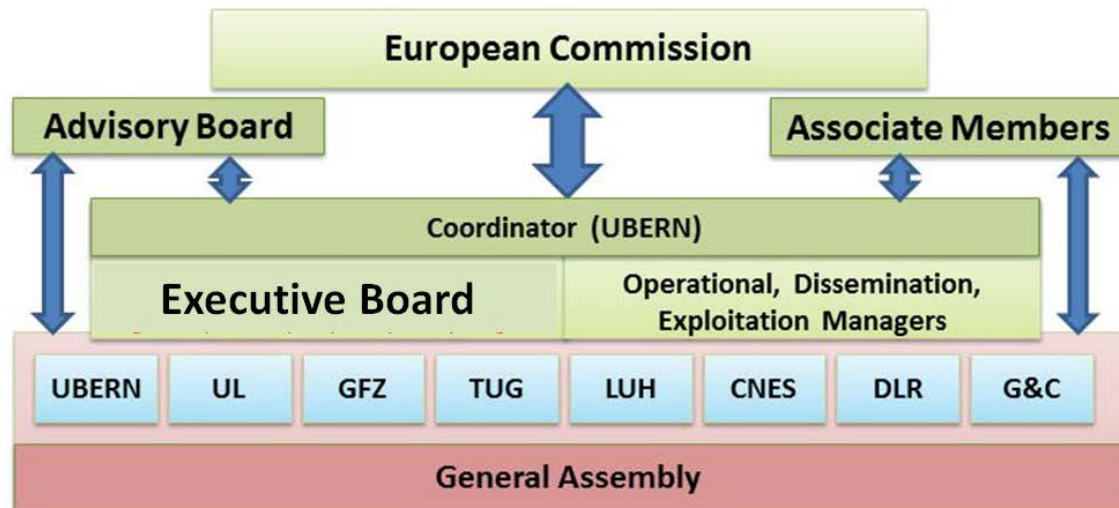 European Commission
Advisory Board
Associate Members
Coordinator (UBERN)
Executive Board
Operational, Dissemination,
Exploitation Managers
UBERN
UL
GFZ
TUG
LUH
CNES
DLR
G&C
General Assembly